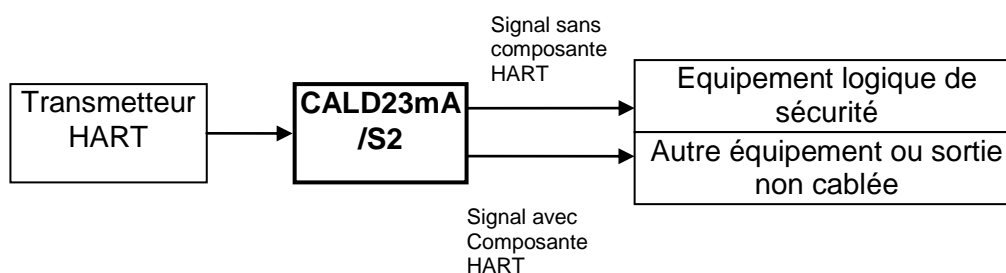 Signal sans
composante
HART
Transmetteur
HART
CALD23mA
/S2
Equipement logique de
sécurité
Autre équipement ou sortie
non cablée
Signal avec
Composante
HART